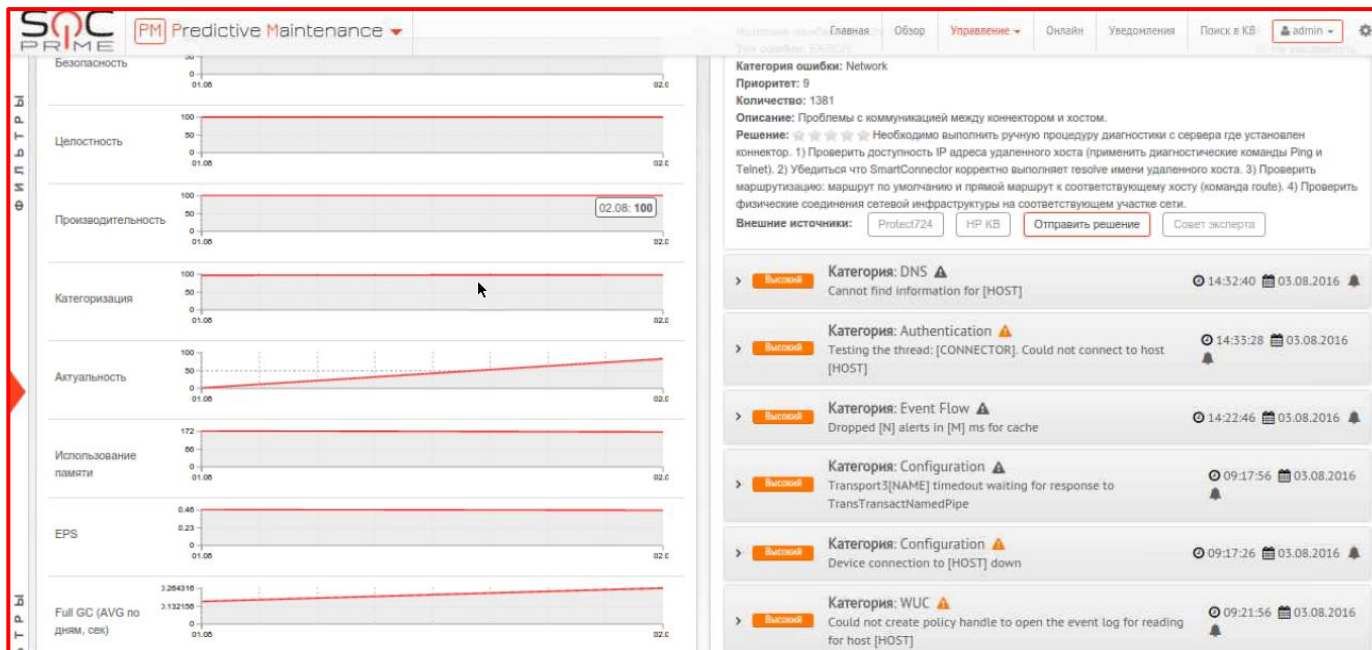 SOC
PRIME
PM Predictive Maintenance
Главная Обзор Управление Онлайн Уведомления Поиск в KB admin
ФИЛЬТРЫ
Безопасность
0
01.08
02.0
Целостность
100
50
0
01.08
02.0
Производительность
100
50
0
01.08
02.0
02.08: 100
Категоризация
100
50
0
01.08
02.0
Актуальность
100
50
0
01.08
02.0
Использование
памяти
172
86
0
01.08
02.0
EPS
0.46
0.23
0
01.08
02.0
Full GC (AVG по
дням, сек)
0.264316
0.132158
01.08
02.0
Категория ошибки: Network
Приоритет: 9
Количество: 1381
Описание: Проблемы с коммуникацией между коннектором и хостом.
Решение: Необходимо выполнить ручную процедуру диагностики с сервера где установлен
коннектор. 1) Проверить доступность IP адреса удаленного хоста (применить диагностические команды Ping и
Telnet). 2) Убедиться что SmartConnector корректно выполняет resolve имени удаленного хоста. 3) Проверить
маршрутизацию: маршрут по умолчанию и прямой маршрут к соответствующему хосту (команда route). 4) Проверить
физические соединения сетевой инфраструктуры на соответствующем участке сети.
Внешние источники: Protect724 HP KB Отправить решение Совет эксперта
Высокий Категория: DNS 14:32:40 03.08.2016
Cannot find information for [HOST]
Высокий Категория: Authentication 14:33:28 03.08.2016
Testing the thread: [CONNECTOR]. Could not connect to host
[HOST]
Высокий Категория: Event Flow 14:22:46 03.08.2016
Dropped [N] alerts in [M] ms for cache
Высокий Категория: Configuration 09:17:56 03.08.2016
Transport3[NAME] timedout waiting for response to
TransTransactNamedPipe
Высокий Категория: Configuration 09:17:26 03.08.2016
Device connection to [HOST] down
Высокий Категория: WUC 09:21:56 03.08.2016
Could not create policy handle to open the event log for reading
for host [HOST]